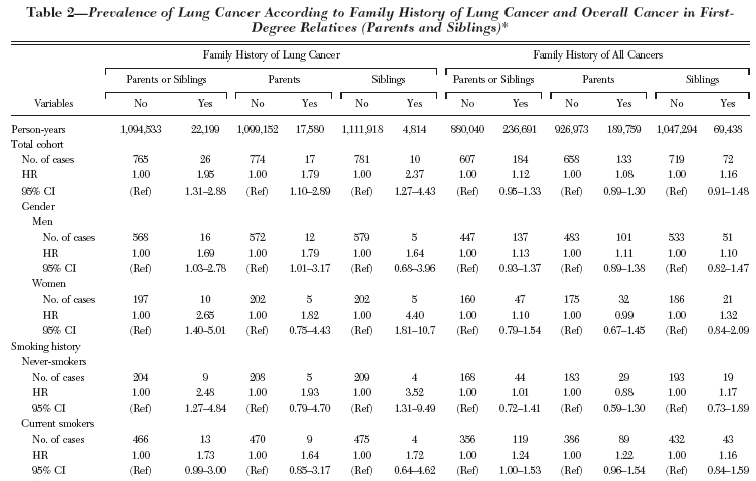 Table 2—Prevalence of Lung Cancer According to Family History of Lung Cancer and Overall Cancer in First-
Degree Relatives (Parents and Siblings)*
Family History of Lung Cancer Family History of All Cancers
Parents or Siblings Parents Siblings Parents or Siblings Parents Siblings
Variables No Yes No Yes No Yes No Yes No Yes No Yes
Person-years 1,094,533 22,199 1,099,152 17,580 1,111,918 4,814 880,040 236,691 926,973 189,759 1,047,294 69,438
Total cohort
No. of cases 765 26 774 17 781 10 607 184 658 133 719 72
HR 1.00 1.95 1.00 1.79 1.00 2.37 1.00 1.12 1.00 1.08 1.00 1.16
95% CI (Ref) 1.31–2.88 (Ref) 1.10–2.89 (Ref) 1.27–4.43 (Ref) 0.95–1.33 (Ref) 0.89–1.30 (Ref) 0.91–1.48
Gender
Men
No. of cases 568 16 572 12 579 5 447 137 483 101 533 51
HR 1.00 1.69 1.00 1.79 1.00 1.64 1.00 1.13 1.00 1.11 1.00 1.10
95% CI (Ref) 1.03–2.78 (Ref) 1.01–3.17 (Ref) 0.68–3.96 (Ref) 0.93–1.37 (Ref) 0.89–1.38 (Ref) 0.82–1.47
Women
No. of cases 197 10 202 5 202 5 160 47 175 32 186 21
HR 1.00 2.65 1.00 1.82 1.00 4.40 1.00 1.10 1.00 0.99 1.00 1.32
95% CI (Ref) 1.40–5.01 (Ref) 0.75–4.43 (Ref) 1.81–10.7 (Ref) 0.79–1.54 (Ref) 0.67–1.45 (Ref) 0.84–2.09
Smoking history
Never-smokers
No. of cases 204 9 208 5 209 4 168 44 183 29 193 19
HR 1.00 2.48 1.00 1.93 1.00 3.52 1.00 1.01 1.00 0.88 1.00 1.17
95% CI (Ref) 1.27–4.84 (Ref) 0.79–4.70 (Ref) 1.31–9.49 (Ref) 0.72–1.41 (Ref) 0.59–1.30 (Ref) 0.73–1.89
Current smokers
No. of cases 466 13 470 9 475 4 356 119 386 89 432 43
HR 1.00 1.73 1.00 1.64 1.00 1.72 1.00 1.24 1.00 1.22 1.00 1.16
95% CI (Ref) 0.99–3.00 (Ref) 0.85–3.17 (Ref) 0.64–4.62 (Ref) 1.00–1.53 (Ref) 0.96–1.54 (Ref) 0.84–1.59